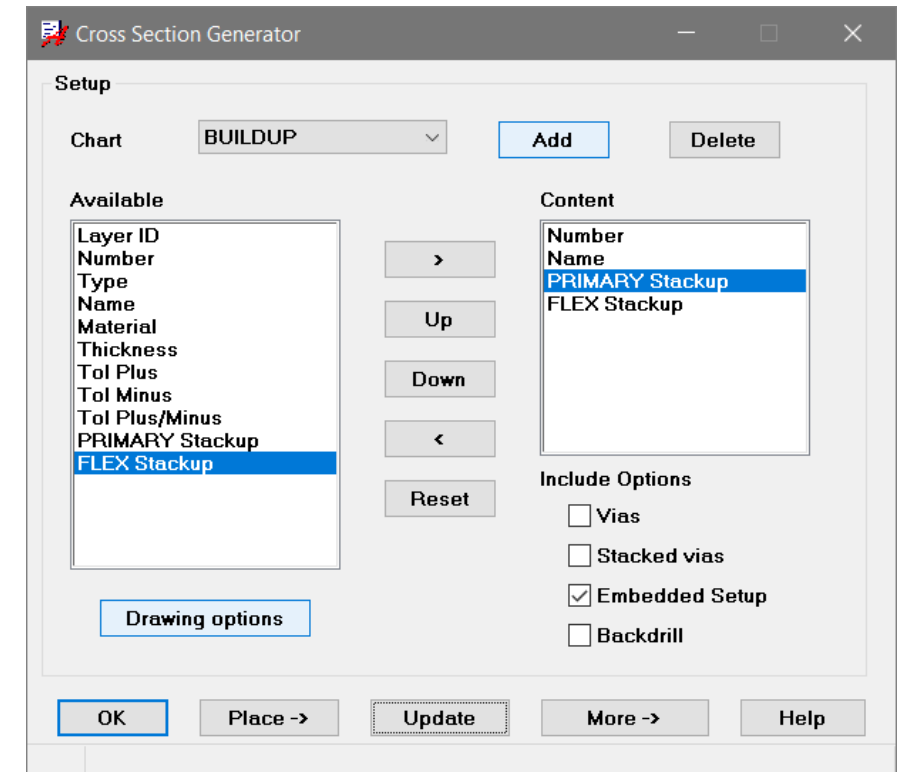 Cross Section Generator
Setup
Chart
BUILDUP
Add
Delete
Available
Layer ID
Number
Type
Name
Material
Thickness
Tol Plus
Tol Minus
Tol Plus/Minus
PRIMARY Stackup
FLEX Stackup
>
Up
Down
<
Reset
Content
Number
Name
PRIMARY Stackup
FLEX Stackup
Include Options
Vias
Stacked vias
Embedded Setup
Backdrill
Drawing options
OK
Place ->
Update
More ->
Help